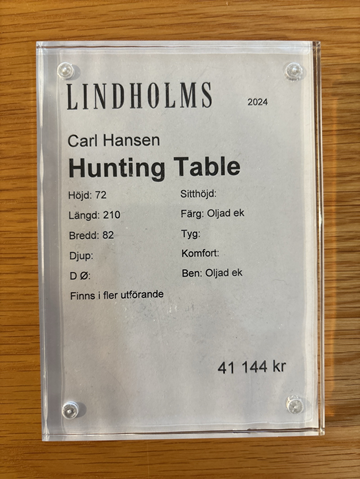 LINDHOLMS 2024
Carl Hansen
Hunting Table
Höjd: 72 Sitthöjd:
Längd: 210 Färg: Oljad ek
Bredd: 82 Tyg:
Djup: Komfort:
D Ø: Ben: Oljad ek
Finns i fler utförande
41 144 kr